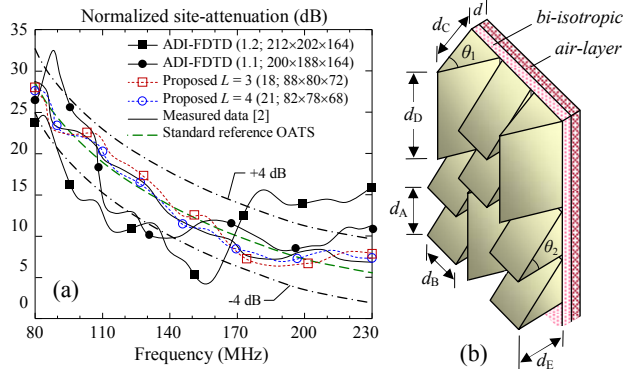 Normalized site-attenuation (dB)
ADI-FDTD (1.2; 212×202×164)
ADI-FDTD (1.1; 200×188×164)
Proposed L = 3 (18; 88×80×72)
Proposed L = 4 (21; 82×78×68)
Measured data [2]
Standard reference OATS
35
30
25
20
15
10
5
0
+4 dB
-4 dB
(a)
80 110 140 170 200 230
Frequency (MHz)
d
bi-isotropic
air-layer
dC
θ1
dD
dA
dB
θ2
dE
(b)